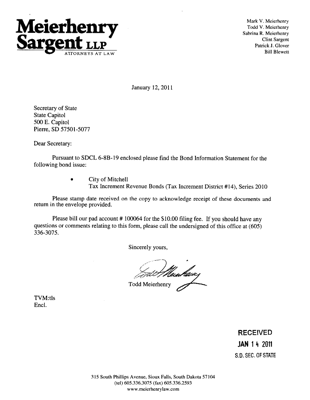 Meierhenry
Sargent LLP
ATTORNEYS AT LAW
Mark V. Meierhenry
Todd V. Meierhenry
Sabrina R. Meierhenry
Clint Sargent
Patrick J. Glover
Bill Blewett
January 12, 2011
Secretary of State
State Capitol
500 E. Capitol
Pierre, SD 57501-5077
Dear Secretary:
Pursuant to SDCL 6-8B-19 enclosed please find the Bond Information Statement for the
following bond issue:
• City of Mitchell
Tax Increment Revenue Bonds (Tax Increment District #14), Series 2010
Please stamp date received on the copy to acknowledge receipt of these documents and
return in the envelope provided.
Please bill our pad account # 100064 for the $10.00 filing fee. If you should have any
questions or comments relating to this form, please call the undersigned of this office at (605)
336-3075.
Sincerely yours,
Todd Meierhenry
Todd Meierhenry
TVM:tls
Encl.
RECEIVED
JAN 14 2011
S.D. SEC. OF STATE
315 South Phillips Avenue, Sioux Falls, South Dakota 57104
(tel) 605.336.3075 (fax) 605.336.2593
www.meierhenrylaw.com